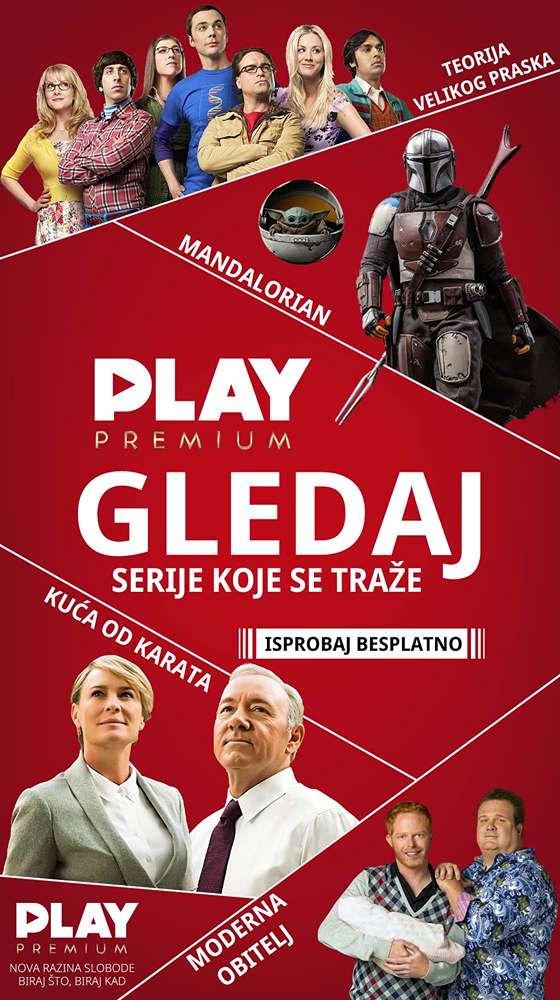 TEORIJA
VELIKOG PRASKA
MANDALORIAN
PLAY
PREMIUM
GLEDAJ
SERIJE KOJE SE TRAŽE
KUĆA OD KARATA
ISPROBAJ BESPLATNO
MODERNA
OBITELJ
PLAY
PREMIUM
NOVA RAZINA SLOBODE
BIRAJ ŠTO, BIRAJ KAD